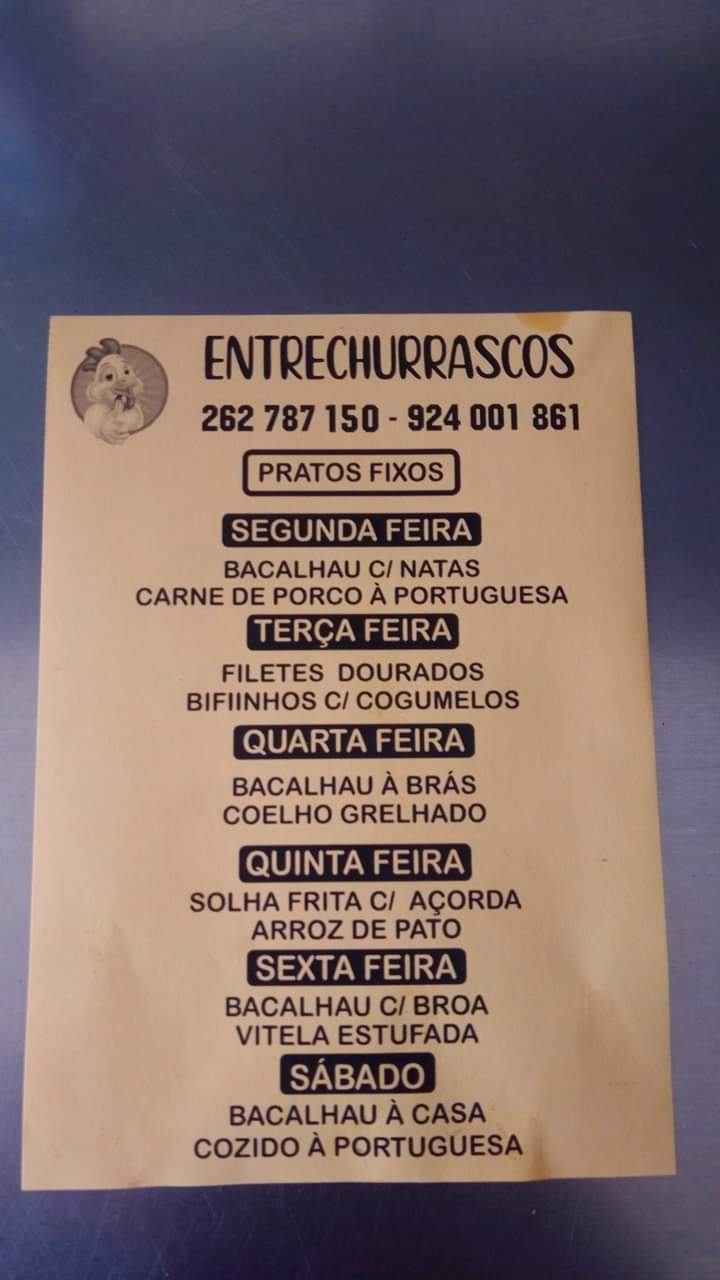 ENTRECHURRASCOS
262 787 150 - 924 001 861
PRATOS FIXOS
SEGUNDA FEIRA
BACALHAU C/ NATAS
CARNE DE PORCO À PORTUGUESA
TERÇA FEIRA
FILETES DOURADOS
BIFIINHOS C/ COGUMELOS
QUARTA FEIRA
BACALHAU À BRÁS
COELHO GRELHADO
QUINTA FEIRA
SOLHA FRITA C/ AÇORDA
ARROZ DE PATO
SEXTA FEIRA
BACALHAU C/ BROA
VITELA ESTUFADA
SÁBADO
BACALHAU À CASA
COZIDO À PORTUGUESA